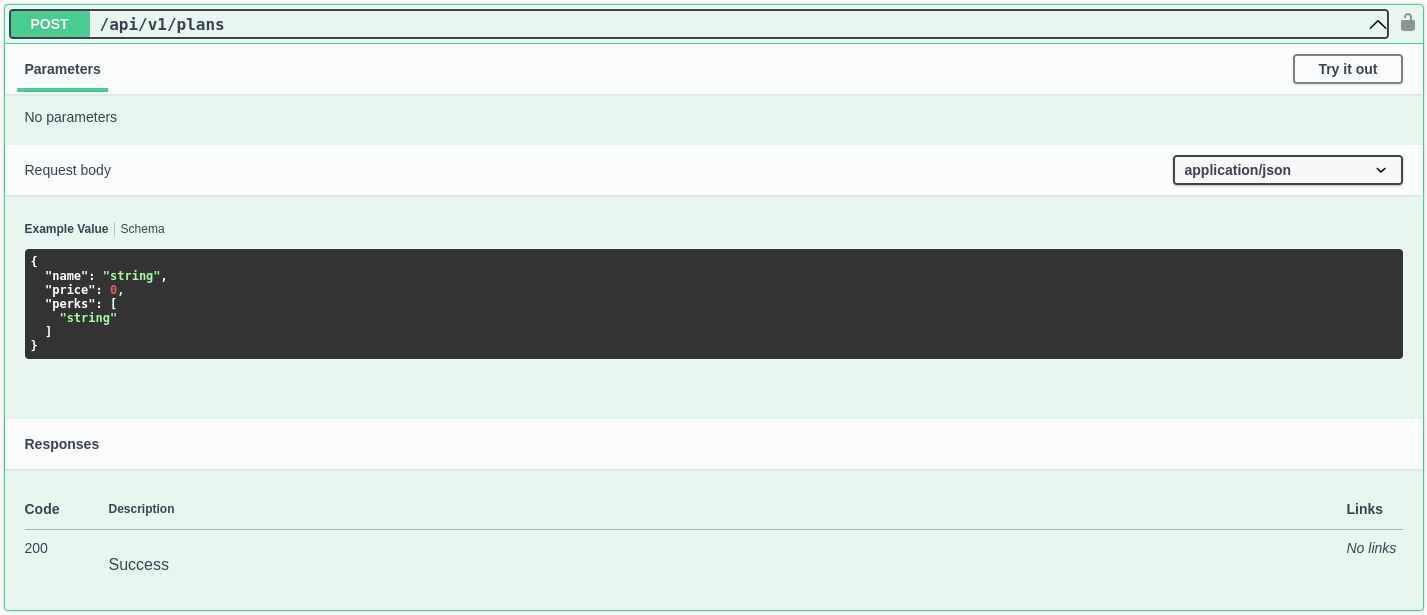 POST /api/v1/plans
Parameters Try it out
No parameters
Request body application/json
Example Value Schema
{
  "name": "string",
  "price": 0,
  "perks": [
    "string"
  ]
}
Responses
Code Description Links
200 Success No links